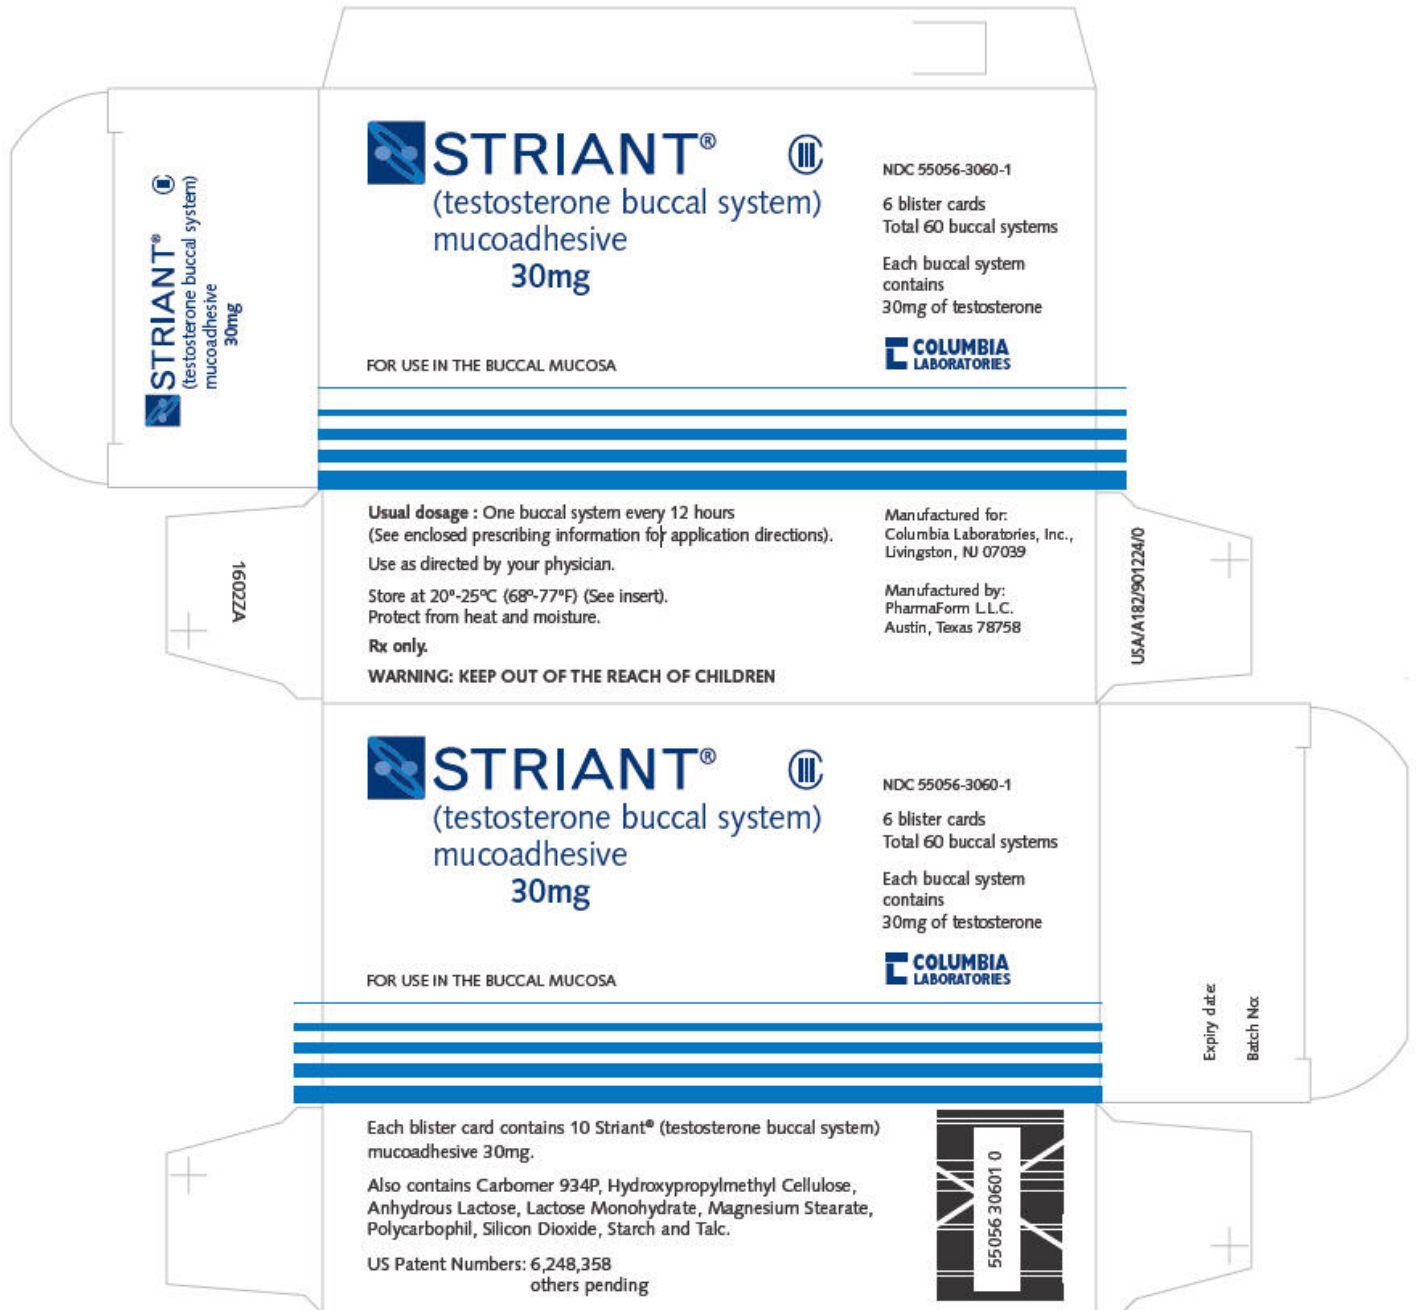 STRIANT® CIII
(testosterone buccal system)
mucoadhesive
30mg
STRIANT® CIII
(testosterone buccal system)
mucoadhesive
30mg
FOR USE IN THE BUCCAL MUCOSA
NDC 55056-3060-1
6 blister cards
Total 60 buccal systems
Each buccal system
contains
30mg of testosterone
COLUMBIA
LABORATORIES
1602ZA
Usual dosage : One buccal system every 12 hours
(See enclosed prescribing information for application directions).
Use as directed by your physician.
Store at 20°-25°C (68°-77°F) (See insert).
Protect from heat and moisture.
Rx only.
WARNING: KEEP OUT OF THE REACH OF CHILDREN
Manufactured for:
Columbia Laboratories, Inc.,
Livingston, NJ 07039
Manufactured by:
PharmaForm L.L.C.
Austin, Texas 78758
USA/A182/901224/0
STRIANT® CIII
(testosterone buccal system)
mucoadhesive
30mg
FOR USE IN THE BUCCAL MUCOSA
NDC 55056-3060-1
6 blister cards
Total 60 buccal systems
Each buccal system
contains
30mg of testosterone
COLUMBIA
LABORATORIES
Expiry date:
Batch No:
Each blister card contains 10 Striant® (testosterone buccal system)
mucoadhesive 30mg.
Also contains Carbomer 934P, Hydroxypropylmethyl Cellulose,
Anhydrous Lactose, Lactose Monohydrate, Magnesium Stearate,
Polycarbophil, Silicon Dioxide, Starch and Talc.
US Patent Numbers: 6,248,358
others pending
55056 30601 0